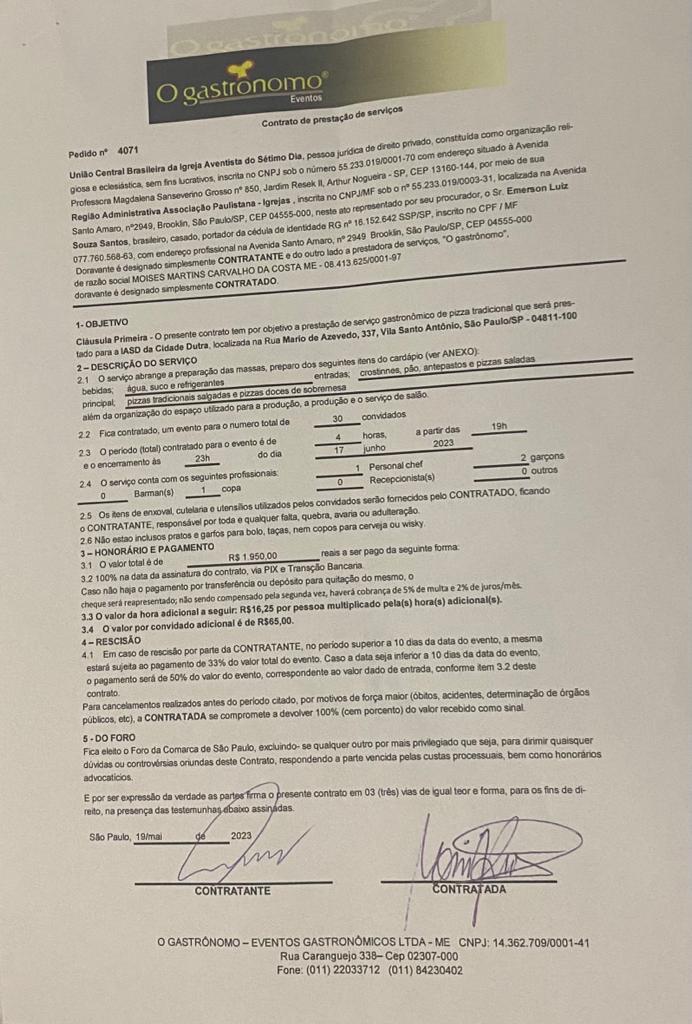 O gastronomo
O gastronomo®
Eventos
Contrato de prestação de serviços
Pedido nº 4071
União Central Brasileira da Igreja Aventista do Sétimo Dia, pessoa jurídica de direito privado, constituída como organização reli-
giosa e eclesiástica, sem fins lucrativos, inscrita no CNPJ sob o número 55.233.019/0001-70 com endereço situado à Avenida
Professora Magdalena Sanseverino Grosso nº 850, Jardim Resek II, Arthur Nogueira - SP, CEP 13160-144, por meio de sua
Região Administrativa Associação Paulistana - Igrejas , inscrita no CNPJ/MF sob o nº 55.233.019/0003-31, localizada na Avenida
Santo Amaro, nº2949, Brooklin, São Paulo/SP, CEP 04555-000, neste ato representado por seu procurador, o Sr. Emerson Luiz
Souza Santos, brasileiro, casado, portador da cédula de identidade RG nº 16.152.642 SSP/SP, inscrito no CPF / MF
077.760.568-63, com endereço profissional na Avenida Santo Amaro, nº 2949 Brooklin, São Paulo/SP, CEP 04555-000
Doravante é designado simplesmente CONTRATANTE e do outro lado a prestadora de serviços, "O gastrônomo",
de razão social MOISES MARTINS CARVALHO DA COSTA ME - 08.413.625/0001-97
doravante é designado simplesmente CONTRATADO.
1- OBJETIVO
Cláusula Primeira - O presente contrato tem por objetivo a prestação de serviço gastronômico de pizza tradicional que será pres-
tado para a IASD da Cidade Dutra, localizada na Rua Mario de Azevedo, 337, Vila Santo Antônio, São Paulo/SP - 04811-100
2 – DESCRIÇÃO DO SERVIÇO
2.1 O serviço abrange a preparação das massas, preparo dos seguintes itens do cardápio (ver ANEXO):
bebidas; água, suco e refrigerantes entradas; crostinnes, pão, antepastos e pizzas saladas
principal; pizzas tradicionais salgadas e pizzas doces de sobremesa
além da organização do espaço utilizado para a produção, a produção e o serviço de salão.
2.2 Fica contratado, um evento para o numero total de 30 convidados
2.3 O período (total) contratado para o evento é de 4 horas, a partir das 19h
e o encerramento às 23h do dia 17 junho 2023
2.4 O serviço conta com os seguintes profissionais: 1 Personal chef 2 garçons
0 Barman(s) 1 copa 0 Recepcionista(s) 0 outros
2.5 Os itens de enxoval, cutelaria e utensílios utilizados pelos convidados serão fornecidos pelo CONTRATADO, ficando
o CONTRATANTE, responsável por toda e qualquer falta, quebra, avaria ou adulteração.
2.6 Não estao inclusos pratos e garfos para bolo, taças, nem copos para cerveja ou wisky.
3 – HONORÁRIO E PAGAMENTO
3.1 O valor total é de R$ 1.950,00 reais a ser pago da seguinte forma:
3.2 100% na data da assinatura do contrato, via PIX e Transção Bancaria.
Caso não haja o pagamento por transferência ou depósito para quitação do mesmo, o
cheque será reapresentado; não sendo compensado pela segunda vez, haverá cobrança de 5% de multa e 2% de juros/mês.
3.3 O valor da hora adicional a seguir: R$16,25 por pessoa multiplicado pela(s) hora(s) adicional(s).
3.4 O valor por convidado adicional é de R$65,00.
4 – RESCISÃO
4.1 Em caso de rescisão por parte da CONTRATANTE, no período superior a 10 dias da data do evento, a mesma
estará sujeita ao pagamento de 33% do valor total do evento. Caso a data seja inferior a 10 dias da data do evento,
o pagamento será de 50% do valor do evento, correspondente ao valor dado de entrada, conforme item 3.2 deste
contrato.
Para cancelamentos realizados antes do período citado, por motivos de força maior (óbitos, acidentes, determinação de órgãos
públicos, etc), a CONTRATADA se compromete a devolver 100% (cem porcento) do valor recebido como sinal.
5 - DO FORO
Fica eleito o Foro da Comarca de São Paulo, excluindo- se qualquer outro por mais privilegiado que seja, para dirimir quaisquer
dúvidas ou controvérsias oriundas deste Contrato, respondendo a parte vencida pelas custas processuais, bem como honorários
advocatícios.
E por ser expressão da verdade as partes firma o presente contrato em 03 (três) vias de igual teor e forma, para os fins de di-
reito, na presença das testemunhas abaixo assinadas.
São Paulo, 19/mai de 2023
CONTRATANTE CONTRATADA
O GASTRÔNOMO – EVENTOS GASTRONÔMICOS LTDA - ME CNPJ: 14.362.709/0001-41
Rua Caranguejo 338– Cep 02307-000
Fone: (011) 22033712 (011) 84230402